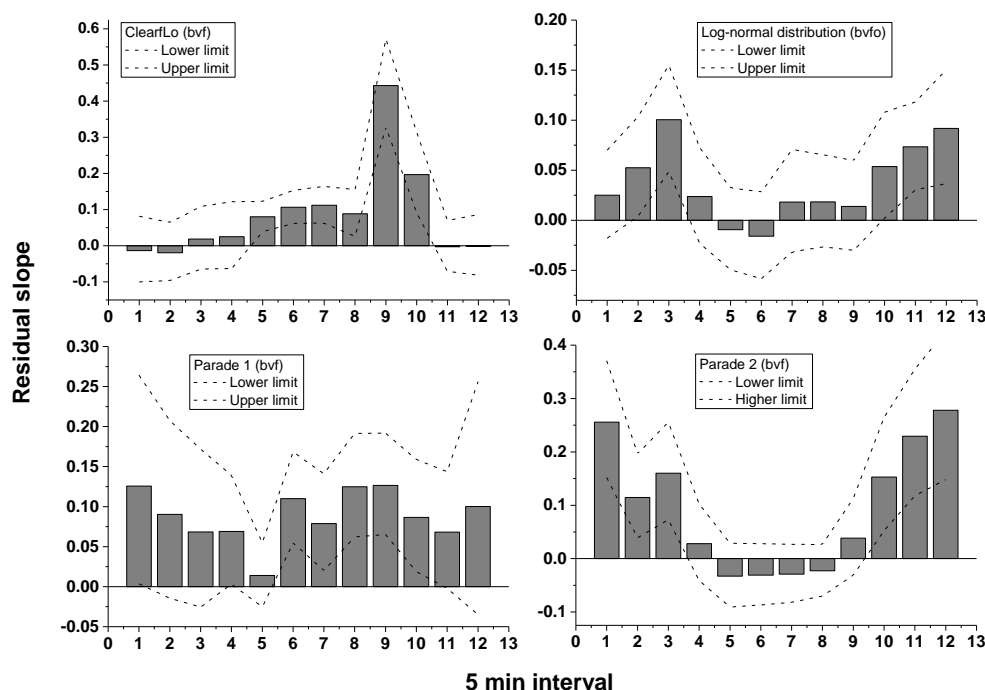 ClearfLo (bvf)
Lower limit
Upper limit
0.6
0.5
0.4
0.3
0.2
0.1
0.0
-0.1
0 1 2 3 4 5 6 7 8 9 10 11 12 13
Log-normal distribution (bvfo)
Lower limit
Upper limit
0.20
0.15
0.10
0.05
0.00
-0.05
0 1 2 3 4 5 6 7 8 9 10 11 12 13
Residual slope
Parade 1 (bvf)
Lower limit
Upper limit
0.30
0.25
0.20
0.15
0.10
0.05
0.00
-0.05
0 1 2 3 4 5 6 7 8 9 10 11 12 13
Parade 2 (bvf)
Lower limit
Higher limit
0.4
0.3
0.2
0.1
0.0
-0.1
0 1 2 3 4 5 6 7 8 9 10 11 12 13
5 min interval